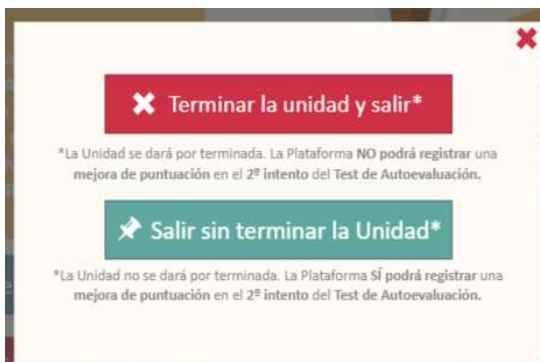 Terminar la unidad y salir*
*La Unidad se dará por terminada. La Plataforma NO podrá registrar una
mejora de puntuación en el 2º intento del Test de Autoevaluación.
Salir sin terminar la Unidad*
*La Unidad no se dará por terminada. La Plataforma SÍ podrá registrar una
mejora de puntuación en el 2º intento del Test de Autoevaluación.